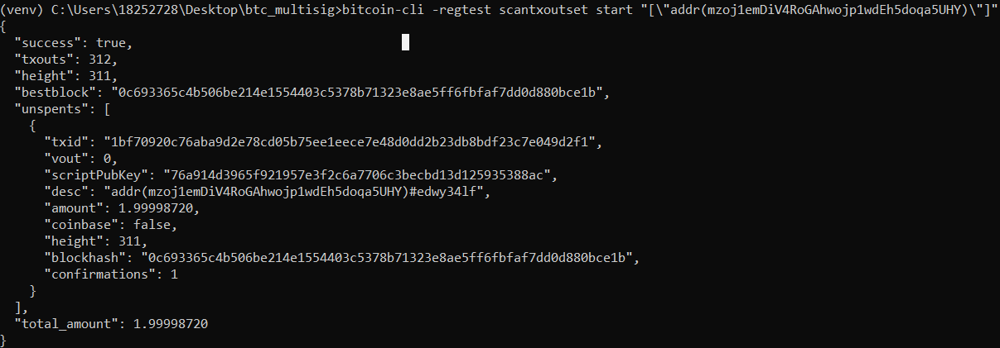 (venv) C:\Users\18252728\Desktop\btc_multisig>bitcoin-cli -regtest scantxoutset start "[\"addr(mzoj1emDiV4RoGAhwojp1wdEh5doqa5UHY)\"]"
{
  "success": true,
  "txouts": 312,
  "height": 311,
  "bestblock": "0c693365c4b506be214e1554403c5378b71323e8ae5ff6fbfaf7dd0d880bce1b",
  "unspents": [
    {
      "txid": "1bf70920c76aba9d2e78cd05b75ee1eece7e48d0dd2b23db8bdf23c7e049d2f1",
      "vout": 0,
      "scriptPubKey": "76a914d3965f921957e3f2c6a7706c3becbd13d125935388ac",
      "desc": "addr(mzoj1emDiV4RoGAhwojp1wdEh5doqa5UHY)#edwy34lf",
      "amount": 1.99998720,
      "coinbase": false,
      "height": 311,
      "blockhash": "0c693365c4b506be214e1554403c5378b71323e8ae5ff6fbfaf7dd0d880bce1b",
      "confirmations": 1
    }
  ],
  "total_amount": 1.99998720
}